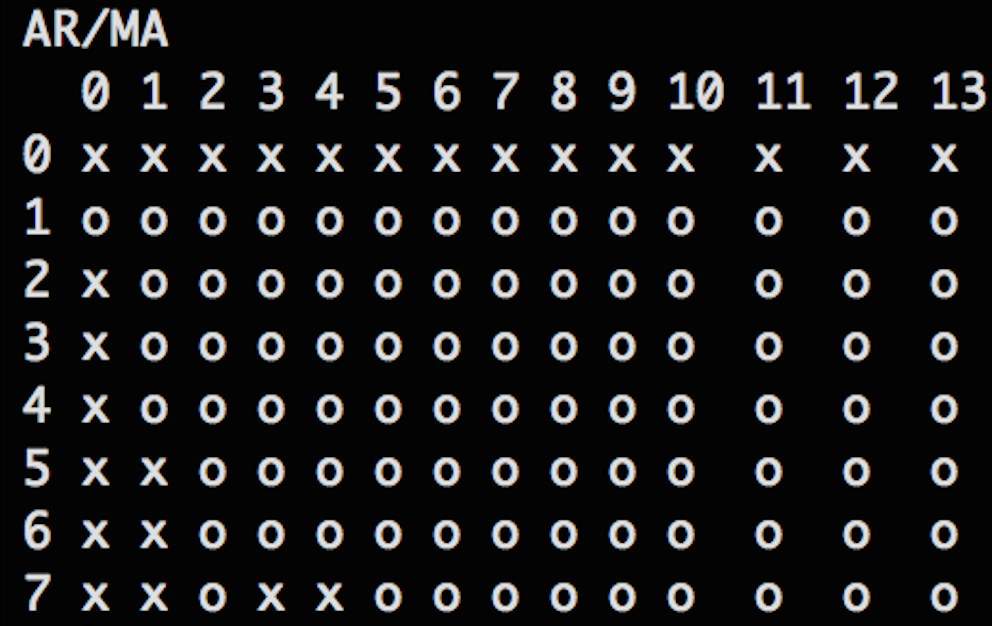 AR/MA
  0 1 2 3 4 5 6 7 8 9 10 11 12 13
0 x x x x x x x x x x x  x  x  x
1 o o o o o o o o o o o  o  o  o
2 x o o o o o o o o o o  o  o  o
3 x o o o o o o o o o o  o  o  o
4 x o o o o o o o o o o  o  o  o
5 x x o o o o o o o o o  o  o  o
6 x x o o o o o o o o o  o  o  o
7 x x o x x o o o o o o  o  o  o